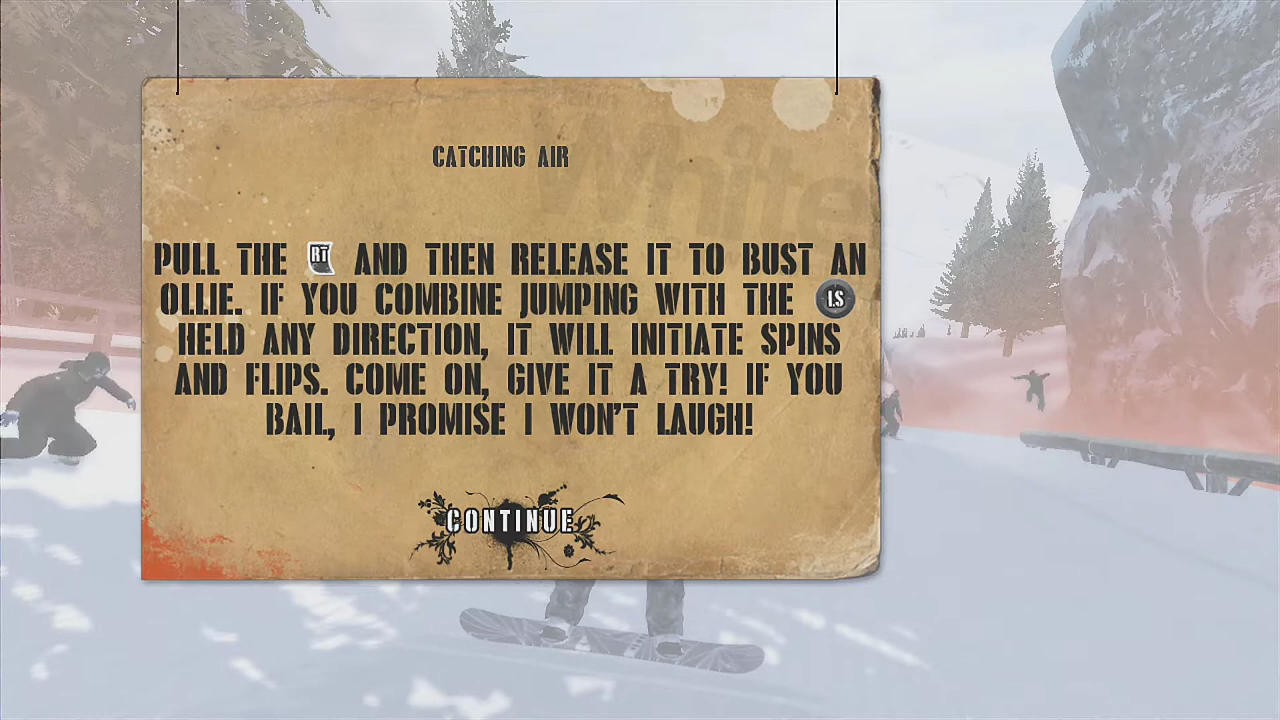 White
CATCHING AIR
PULL THE RT AND THEN RELEASE IT TO BUST AN
OLLIE. IF YOU COMBINE JUMPING WITH THE LS
HELD ANY DIRECTION, IT WILL INITIATE SPINS
AND FLIPS. COME ON, GIVE IT A TRY! IF YOU
BAIL, I PROMISE I WON'T LAUGH!
CONTINUE